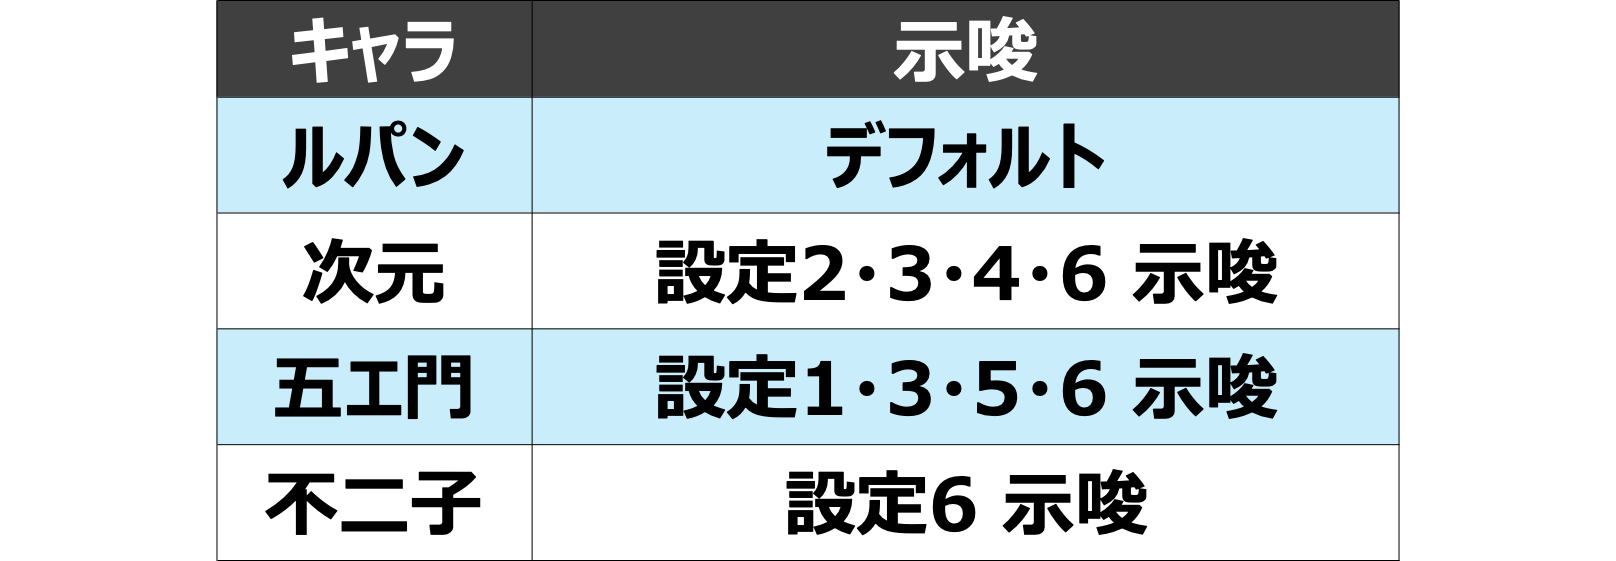 キャラ 示唆
ルパン デフォルト
次元 設定2･3･4･6 示唆
五エ門 設定1･3･5･6 示唆
不二子 設定6 示唆